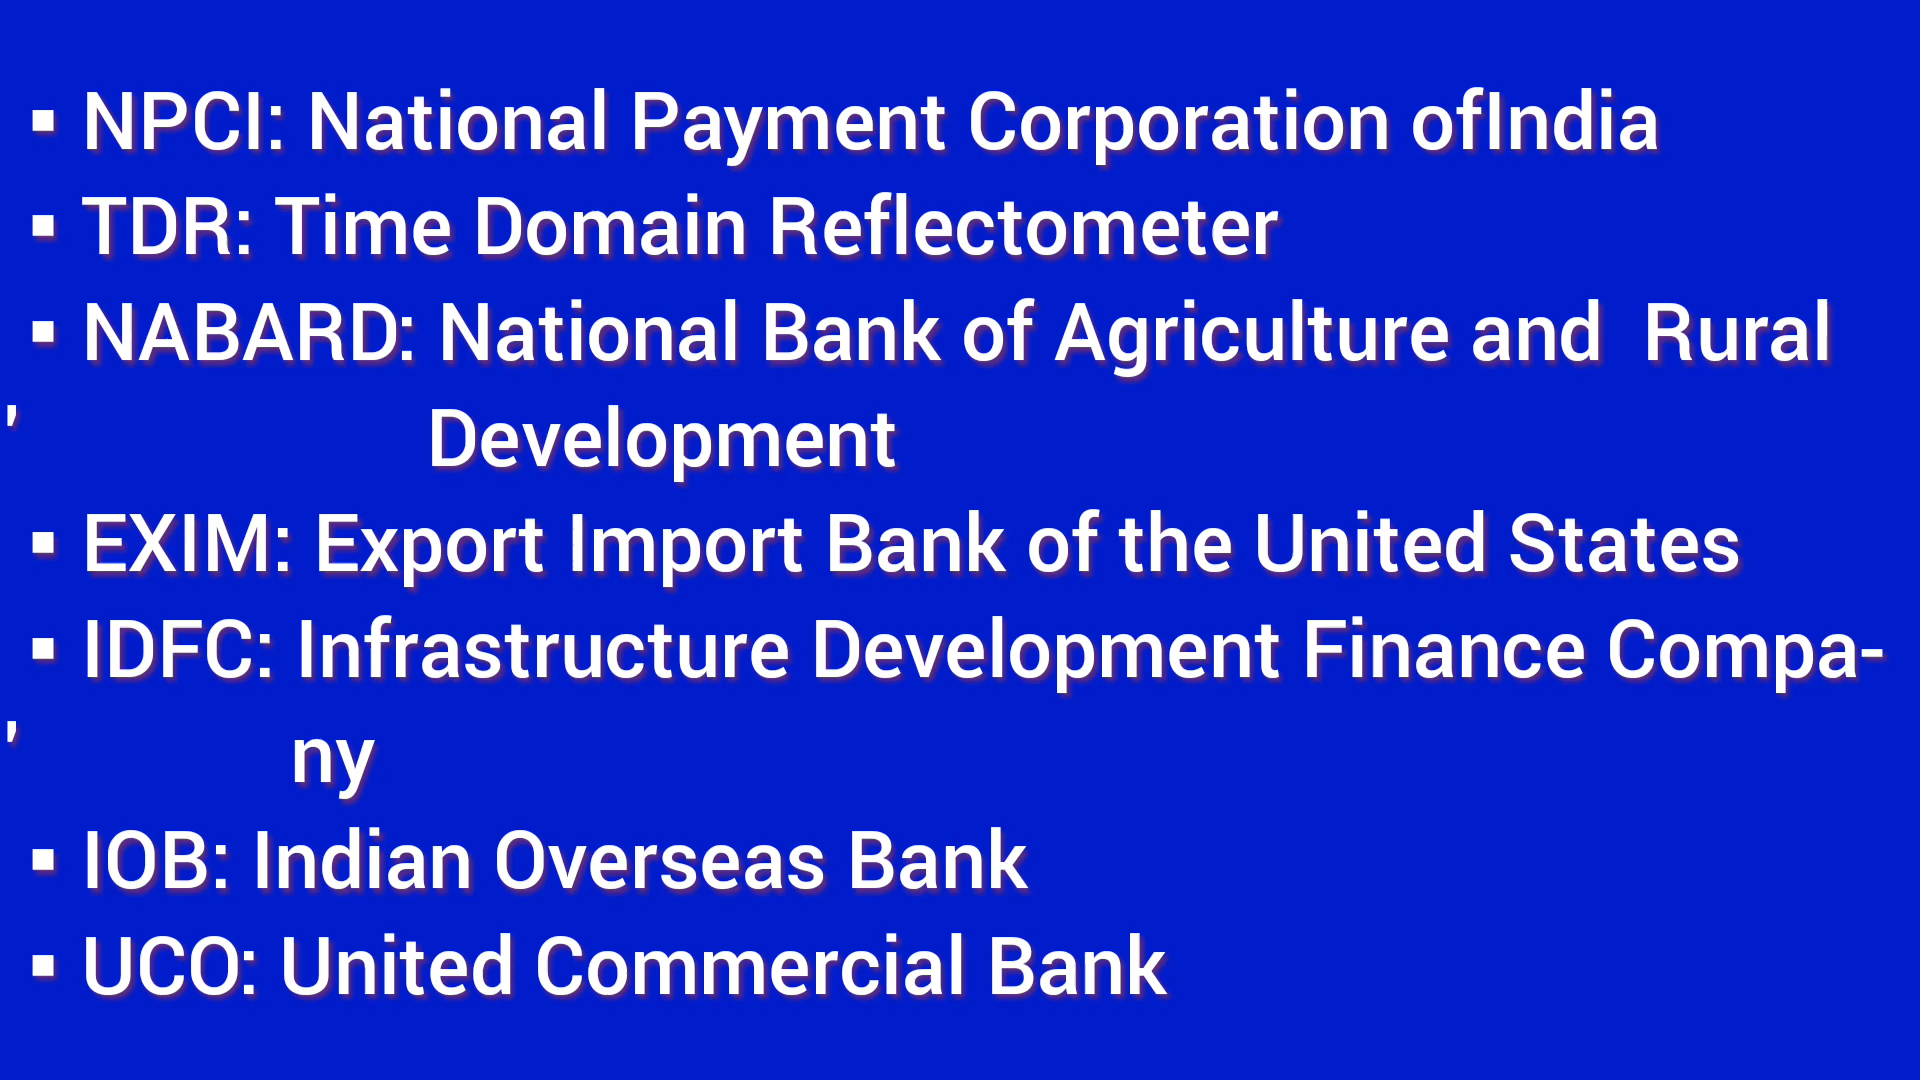 ▪ NPCI: National Payment Corporation ofIndia
▪ TDR: Time Domain Reflectometer
▪ NABARD: National Bank of Agriculture and  Rural
' Development
▪ EXIM: Export Import Bank of the United States
▪ IDFC: Infrastructure Development Finance Compa-
' ny
▪ IOB: Indian Overseas Bank
▪ UCO: United Commercial Bank